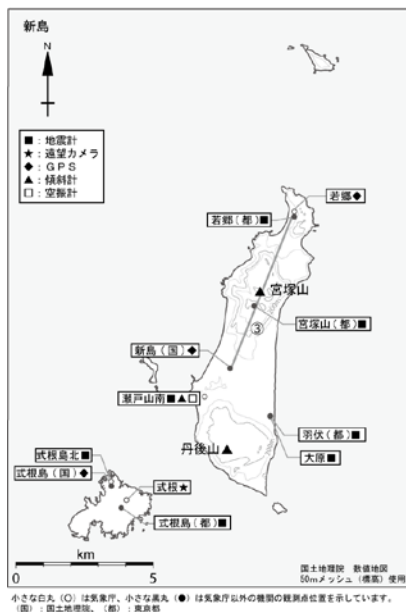 新島
N
■:地震計
★:遠望カメラ
◆:GPS
▲:傾斜計
□:空振計
若郷◆
若郷(都)■
宮塚山
宮塚山(都)■
③
新島(国)◆
瀬戸山南■▲□
羽伏(都)■
大原■
丹後山
式根島北■
式根島(国)◆
式根★
式根島(都)■
km
0 5
国土地理院 数値地図
50mメッシュ(標高)使用
小さな白丸(○)は気象庁、小さな黒丸(●)は気象庁以外の機関の観測点位置を示しています。
(国):国土地理院、(都):東京都